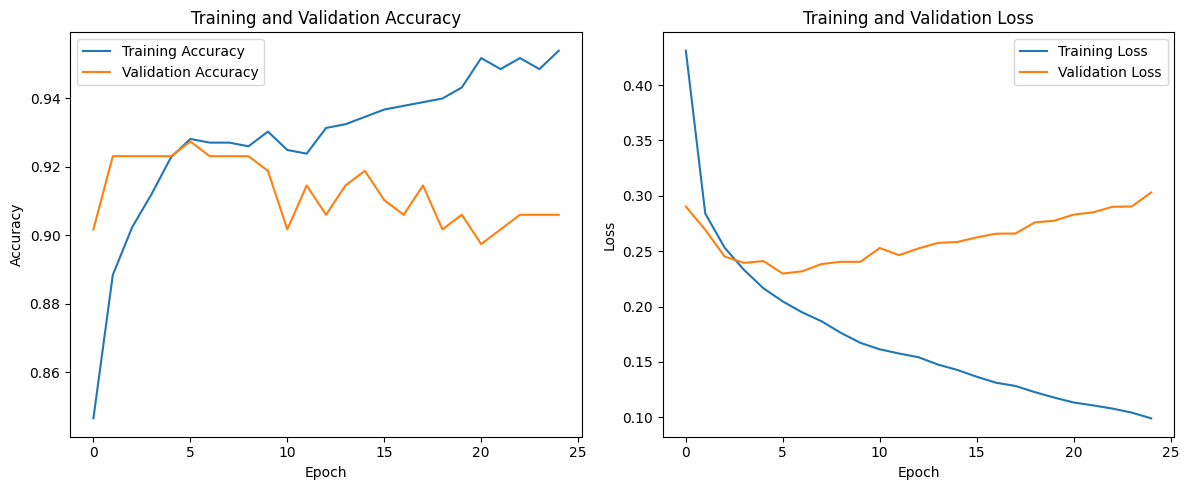 Training and Validation Accuracy
Training Accuracy
Validation Accuracy
0.94
0.92
0.90
0.88
0.86
Accuracy
0
5
10
15
20
25
Epoch
Training and Validation Loss
Training Loss
Validation Loss
0.40
0.35
0.30
0.25
0.20
0.15
0.10
Loss
0
5
10
15
20
25
Epoch